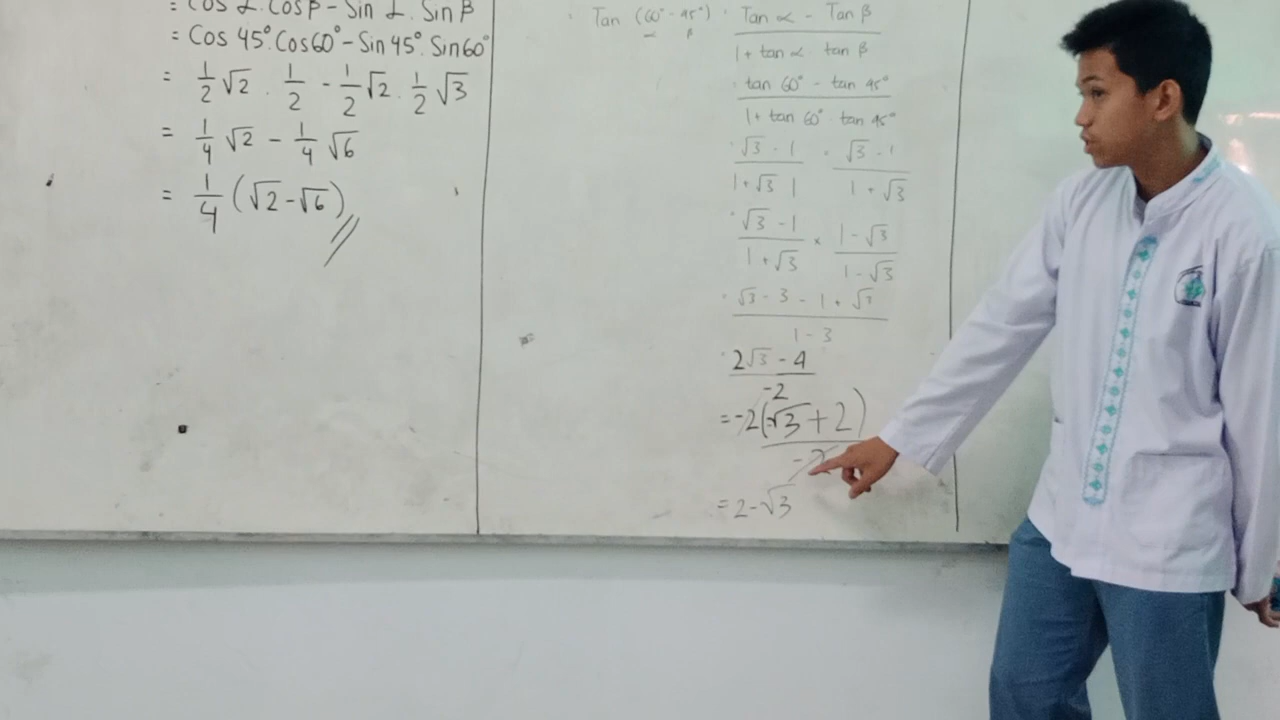 = Cos α . Cos β - Sin α . Sin β
= Cos 45° . Cos 60° - Sin 45° . Sin 60°
= 1/2 √2 . 1/2 - 1/2 √2 . 1/2 √3
= 1/4 √2 - 1/4 √6
= 1/4 (√2 - √6) //
Tan (60° - 45°) = Tan α - Tan β / 1 + tan α . tan β
α β
= tan 60° - tan 45° / 1 + tan 60° . tan 45°
= √3 - 1 / 1 + √3 . 1 = √3 - 1 / 1 + √3
= √3 - 1 / 1 + √3 × 1 - √3 / 1 - √3
= √3 - 3 - 1 + √3 / 1 - 3
= 2√3 - 4 / -2
= -2(-√3 + 2) / -2
= 2 - √3